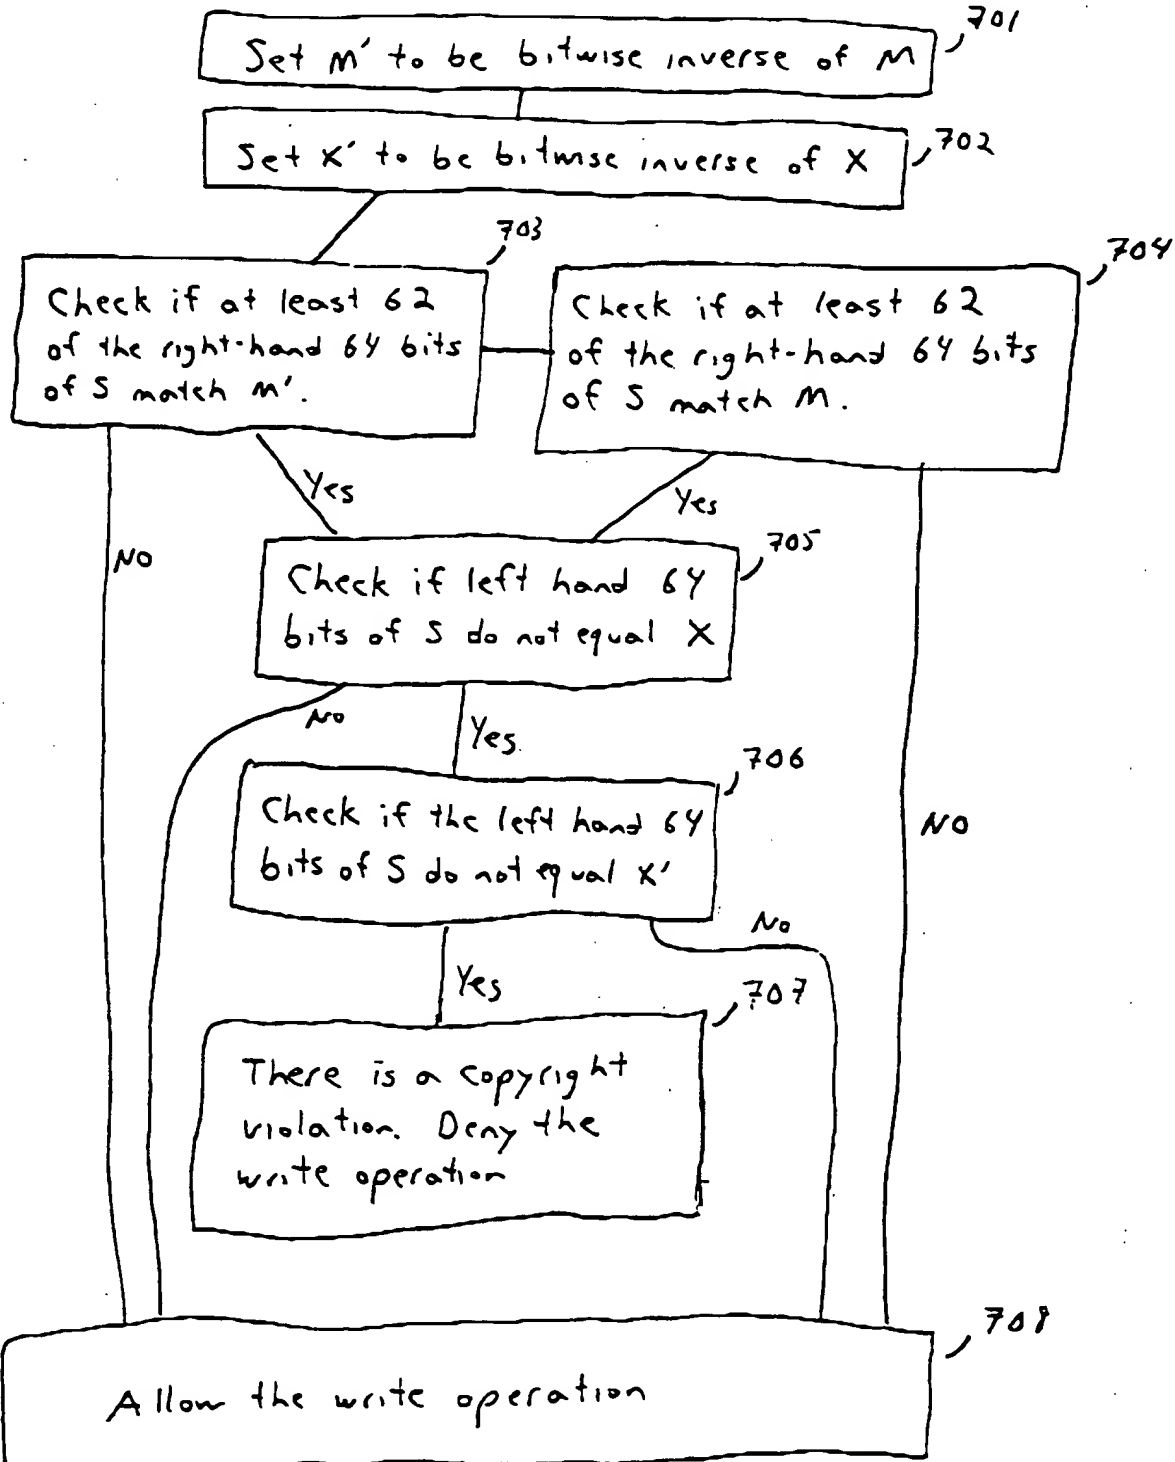 701
Set M' to be bitwise inverse of M
702
Set X' to be bitwise inverse of X
703
Check if at least 62
of the right-hand 64 bits
of S match M'.
704
Check if at least 62
of the right-hand 64 bits
of S match M.
Yes
Yes
NO
705
Check if left hand 64
bits of S do not equal X
No
Yes.
706
Check if the left hand 64
bits of S do not equal X'
NO
No
Yes
707
There is a copyright
violation. Deny the
write operation
708
Allow the write operation